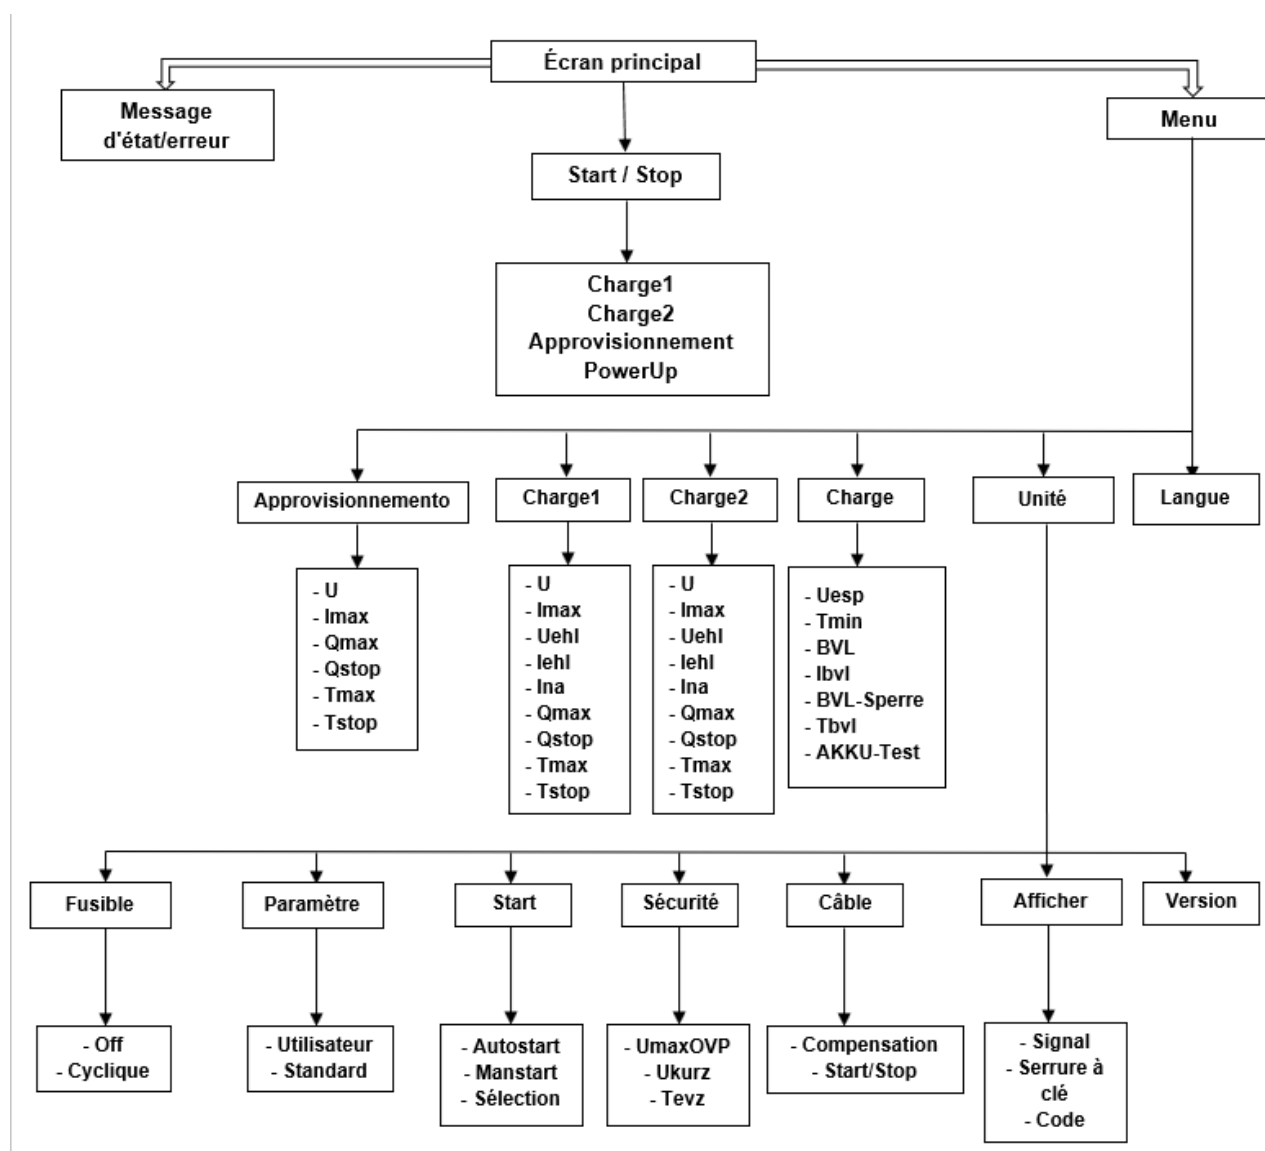 Écran principal
Message
d'état/erreur
Menu
Start / Stop
Charge1
Charge2
Approvisionnement
PowerUp
Approvisionnemento
Charge1
Charge2
Charge
Unité
Langue
- U
- Imax
- Qmax
- Qstop
- Tmax
- Tstop
- U
- Imax
- Uehl
- Iehl
- Ina
- Qmax
- Qstop
- Tmax
- Tstop
- U
- Imax
- Uehl
- Iehl
- Ina
- Qmax
- Qstop
- Tmax
- Tstop
- Uesp
- Tmin
- BVL
- Ibvl
- BVL-Sperre
- Tbvl
- AKKU-Test
Fusible
Paramètre
Start
Sécurité
Câble
Afficher
Version
- Off
- Cyclique
- Utilisateur
- Standard
- Autostart
- Manstart
- Sélection
- UmaxOVP
- Ukurz
- Tevz
- Compensation
- Start/Stop
- Signal
- Serrure à
clé
- Code